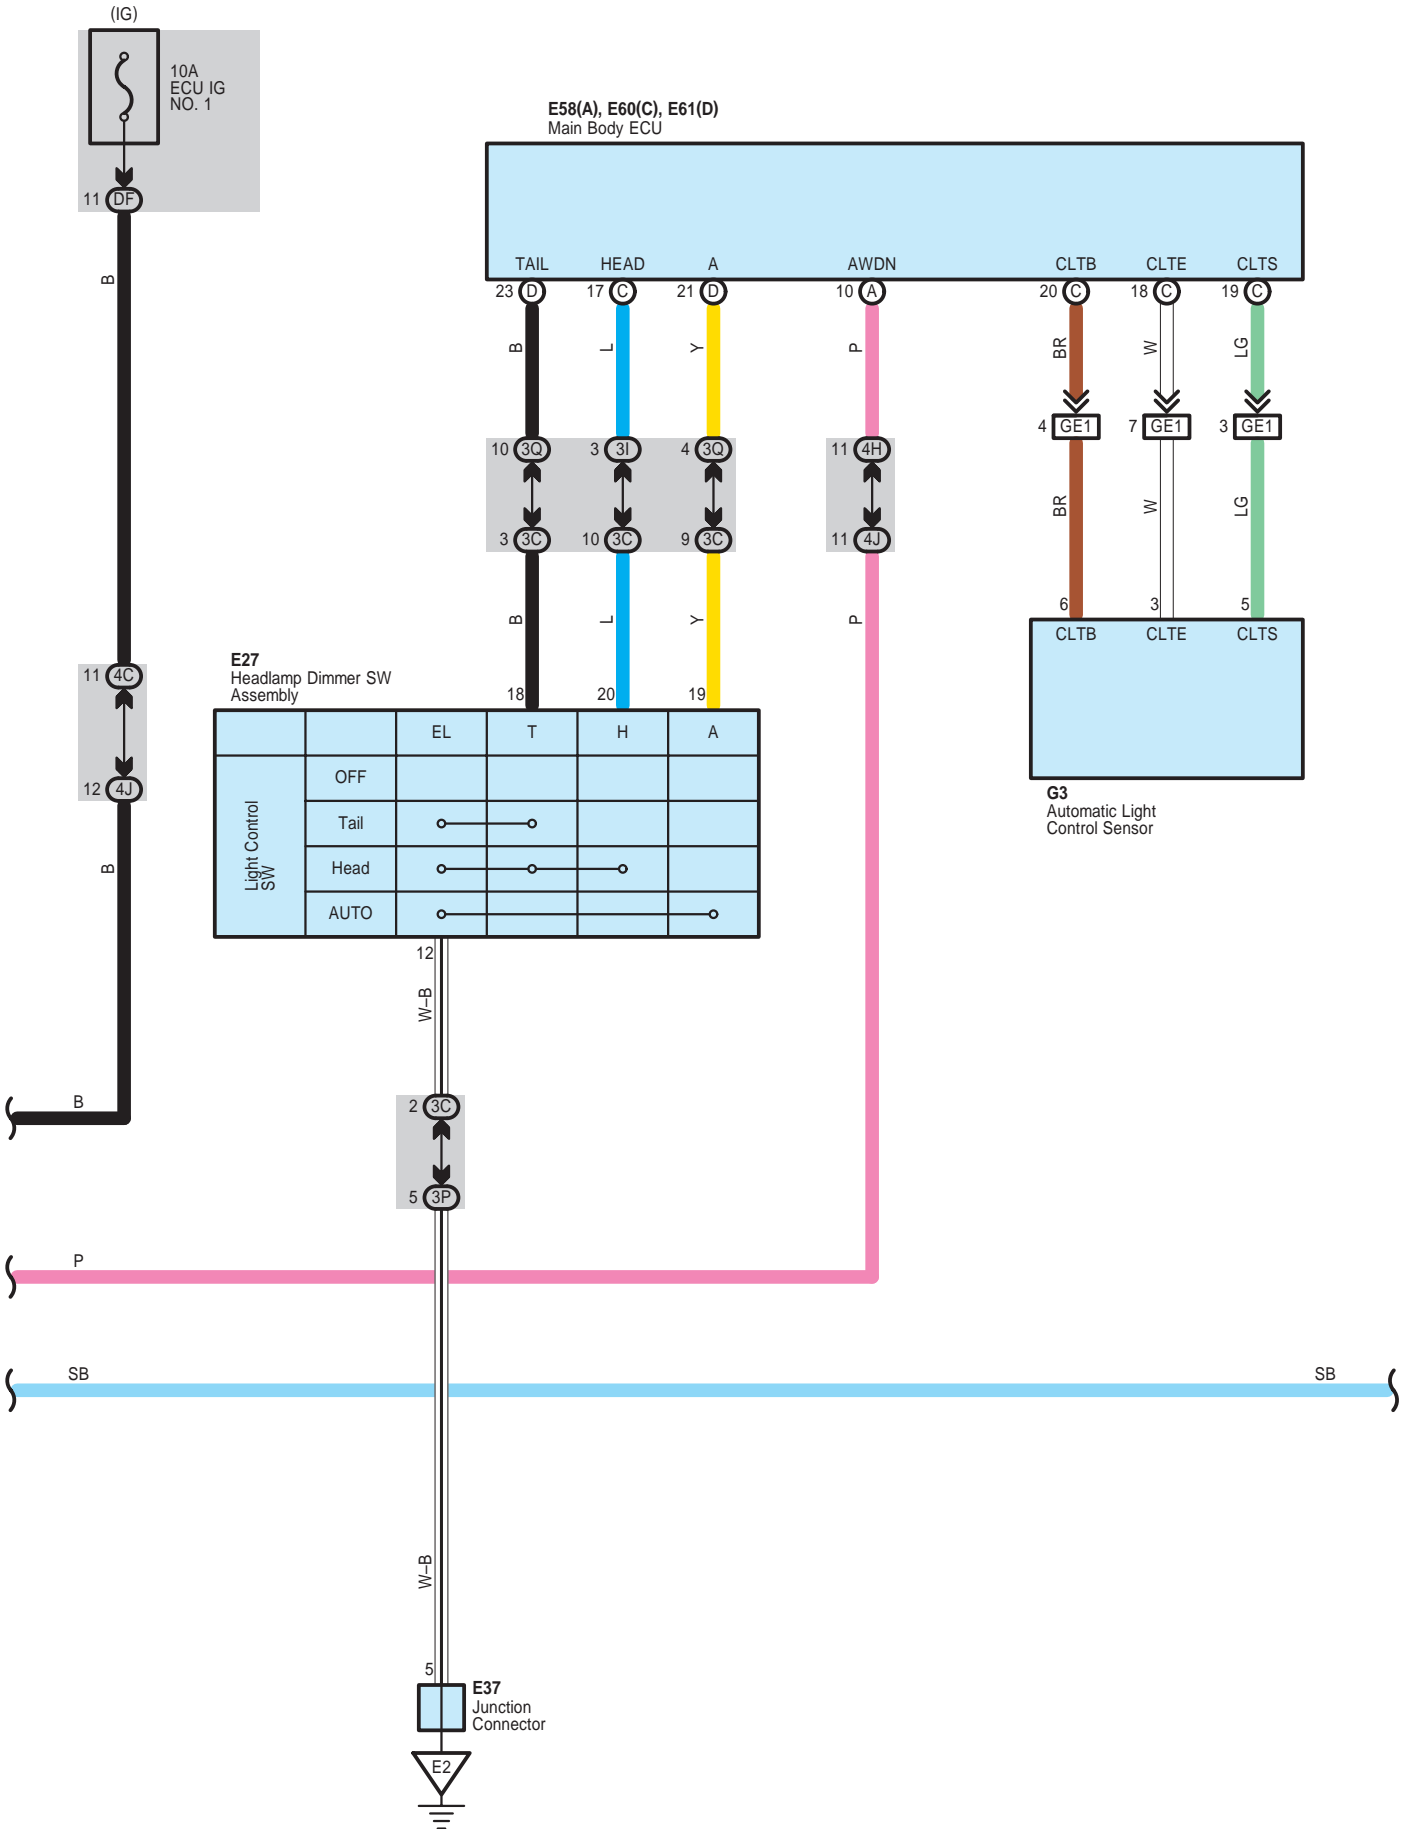 (IG)
10A
ECU IG
NO. 1
11 DF
B
11 4C
12 4J
B
B
E58(A), E60(C), E61(D)
Main Body ECU
TAIL HEAD A AWDN CLTB CLTE CLTS
23 D 17 C 21 D 10 A 20 C 18 C 19 C
B L Y P BR W LG
4 GE1 7 GE1 3 GE1
10 3Q 3 3I 4 3Q 11 4H
BR W LG
3 3C 10 3C 9 3C 11 4J
B L Y P
6 3 5
CLTB CLTE CLTS
G3
Automatic Light
Control Sensor
E27
Headlamp Dimmer SW
Assembly
18 20 19
EL T H A
Light Control
SW
OFF
Tail
Head
AUTO
12
W–B
2 3C
5 3P
P
SB SB
W–B
5
E37
Junction
Connector
E2